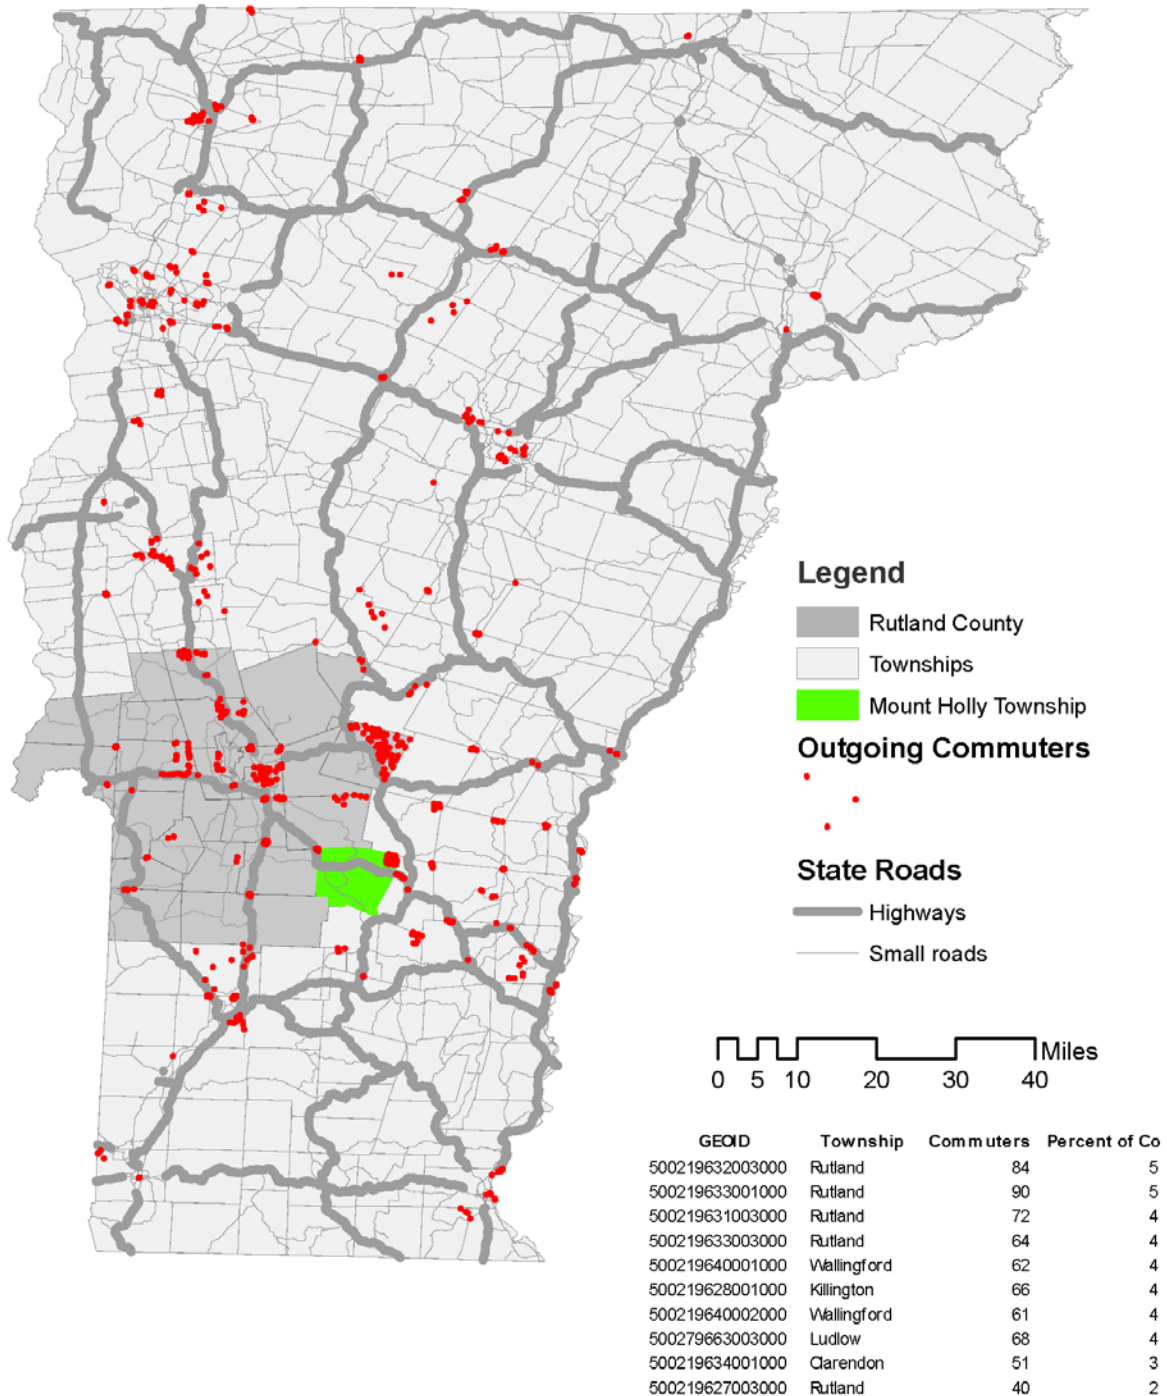 Legend
Rutland County
Townships
Mount Holly Township
Outgoing Commuters
State Roads
Highways
Small roads
Miles
0 5 10 20 30 40
GEOID Township Commuters Percent of Co
500219632003000 Rutland 84 5
500219633001000 Rutland 90 5
500219631003000 Rutland 72 4
500219633003000 Rutland 64 4
500219640001000 Wallingford 62 4
500219628001000 Killington 66 4
500219640002000 Wallingford 61 4
500279663003000 Ludlow 68 4
500219634001000 Clarendon 51 3
500219627003000 Rutland 40 2